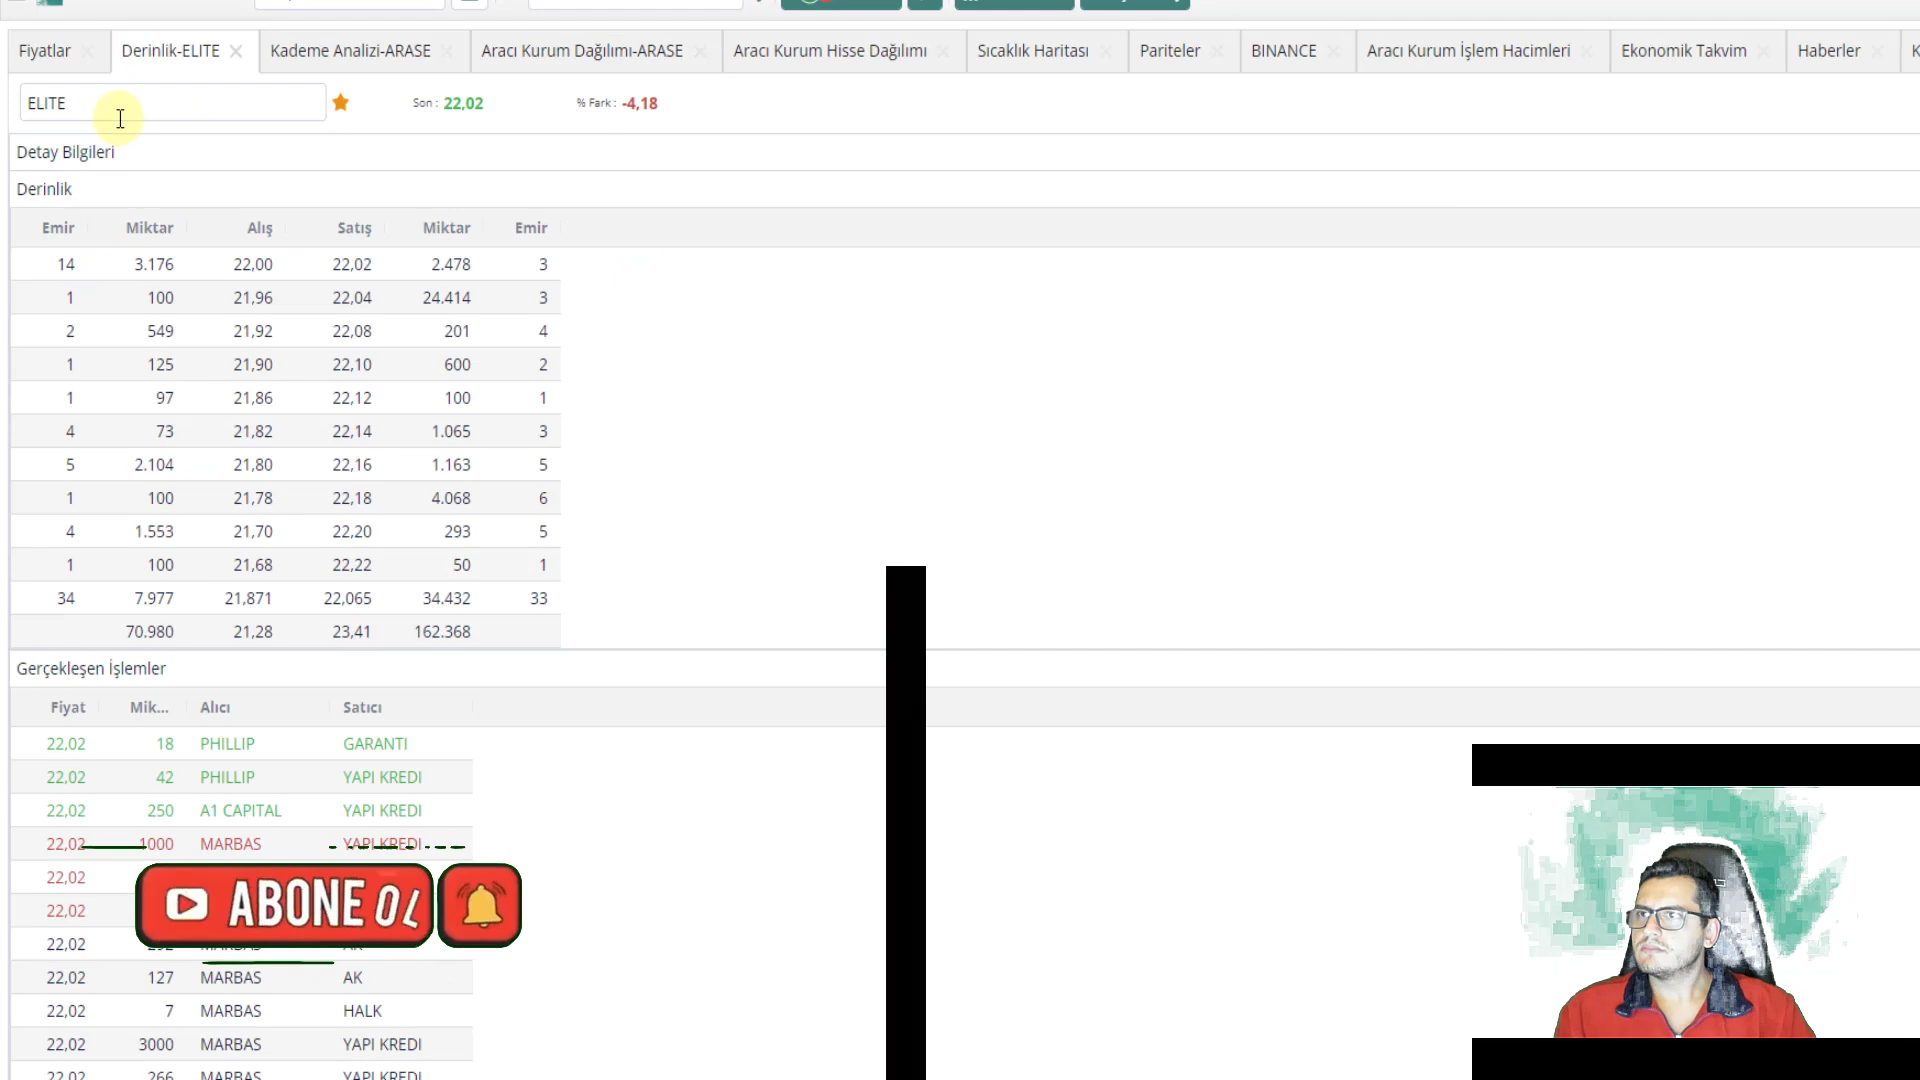 Fiyatlar Derinlik-ELITE Kademe Analizi-ARASE Aracı Kurum Dağılımı-ARASE Aracı Kurum Hisse Dağılımı Sıcaklık Haritası Pariteler BINANCE Aracı Kurum İşlem Hacimleri Ekonomik Takvim Haberler K
ELITE Son : 22,02 % Fark : -4,18
Detay Bilgileri
Derinlik
Emir Miktar Alış Satış Miktar Emir
14 3.176 22,00 22,02 2.478 3
1 100 21,96 22,04 24.414 3
2 549 21,92 22,08 201 4
1 125 21,90 22,10 600 2
1 97 21,86 22,12 100 1
4 73 21,82 22,14 1.065 3
5 2.104 21,80 22,16 1.163 5
1 100 21,78 22,18 4.068 6
4 1.553 21,70 22,20 293 5
1 100 21,68 22,22 50 1
34 7.977 21,871 22,065 34.432 33
70.980 21,28 23,41 162.368
Gerçekleşen İşlemler
Fiyat Mik... Alıcı Satıcı
22,02 18 PHILLIP GARANTI
22,02 42 PHILLIP YAPI KREDI
22,02 250 A1 CAPITAL YAPI KREDI
22,02 1000 MARBAS YAPI KREDI
22,02
22,02
ABONE OL
22,02
22,02 127 MARBAS AK
22,02 7 MARBAS HALK
22,02 3000 MARBAS YAPI KREDI
22,02 266 MARBAS YAPI KREDI